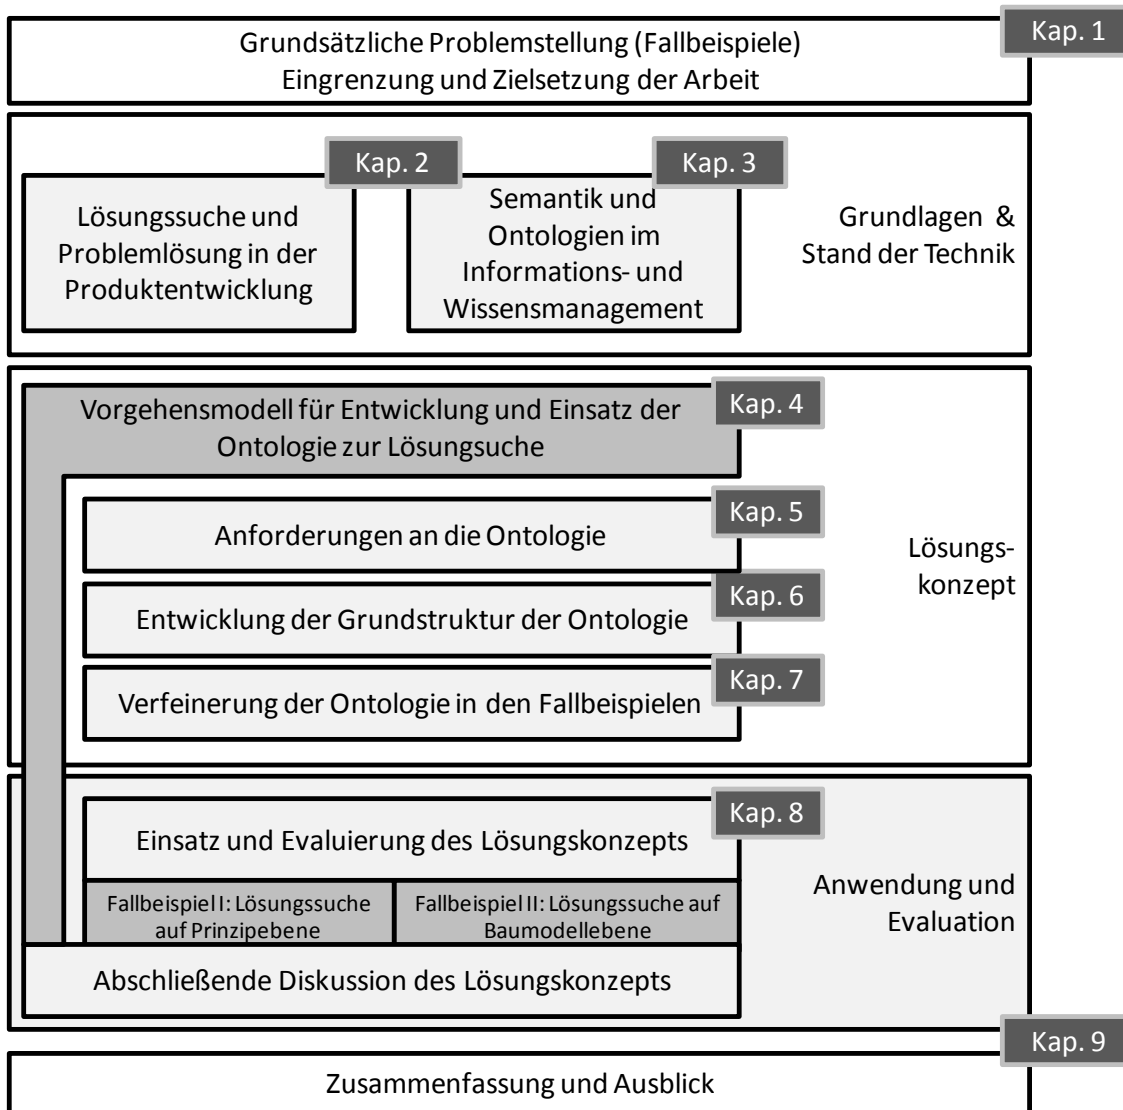 Kap. 1
Grundsätzliche Problemstellung (Fallbeispiele)
Eingrenzung und Zielsetzung der Arbeit
Kap. 2
Lösungssuche und
Problemlösung in der
Produktentwicklung
Kap. 3
Semantik und
Ontologien im
Informations- und
Wissensmanagement
Grundlagen &
Stand der Technik
Kap. 4
Vorgehensmodell für Entwicklung und Einsatz der
Ontologie zur Lösungsuche
Kap. 5
Anforderungen an die Ontologie
Lösungs-
konzept
Kap. 6
Entwicklung der Grundstruktur der Ontologie
Kap. 7
Verfeinerung der Ontologie in den Fallbeispielen
Kap. 8
Einsatz und Evaluierung des Lösungskonzepts
Fallbeispiel I: Lösungssuche
auf Prinzipebene
Fallbeispiel II: Lösungssuche auf
Baumodellebene
Anwendung und
Evaluation
Abschließende Diskussion des Lösungskonzepts
Kap. 9
Zusammenfassung und Ausblick